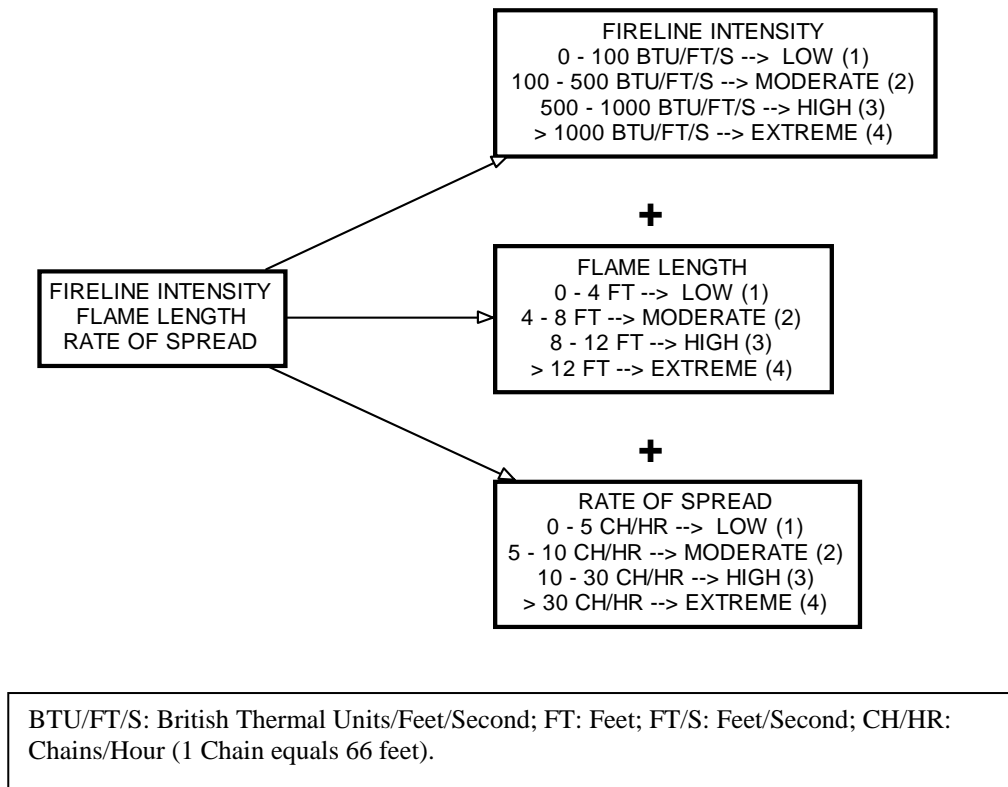 FIRELINE INTENSITY
0 - 100 BTU/FT/S --> LOW (1)
100 - 500 BTU/FT/S --> MODERATE (2)
500 - 1000 BTU/FT/S --> HIGH (3)
> 1000 BTU/FT/S --> EXTREME (4)
+
FIRELINE INTENSITY
FLAME LENGTH
RATE OF SPREAD
FLAME LENGTH
0 - 4 FT --> LOW (1)
4 - 8 FT --> MODERATE (2)
8 - 12 FT --> HIGH (3)
> 12 FT --> EXTREME (4)
+
RATE OF SPREAD
0 - 5 CH/HR --> LOW (1)
5 - 10 CH/HR --> MODERATE (2)
10 - 30 CH/HR --> HIGH (3)
> 30 CH/HR --> EXTREME (4)
BTU/FT/S: British Thermal Units/Feet/Second; FT: Feet; FT/S: Feet/Second; CH/HR:
Chains/Hour (1 Chain equals 66 feet).